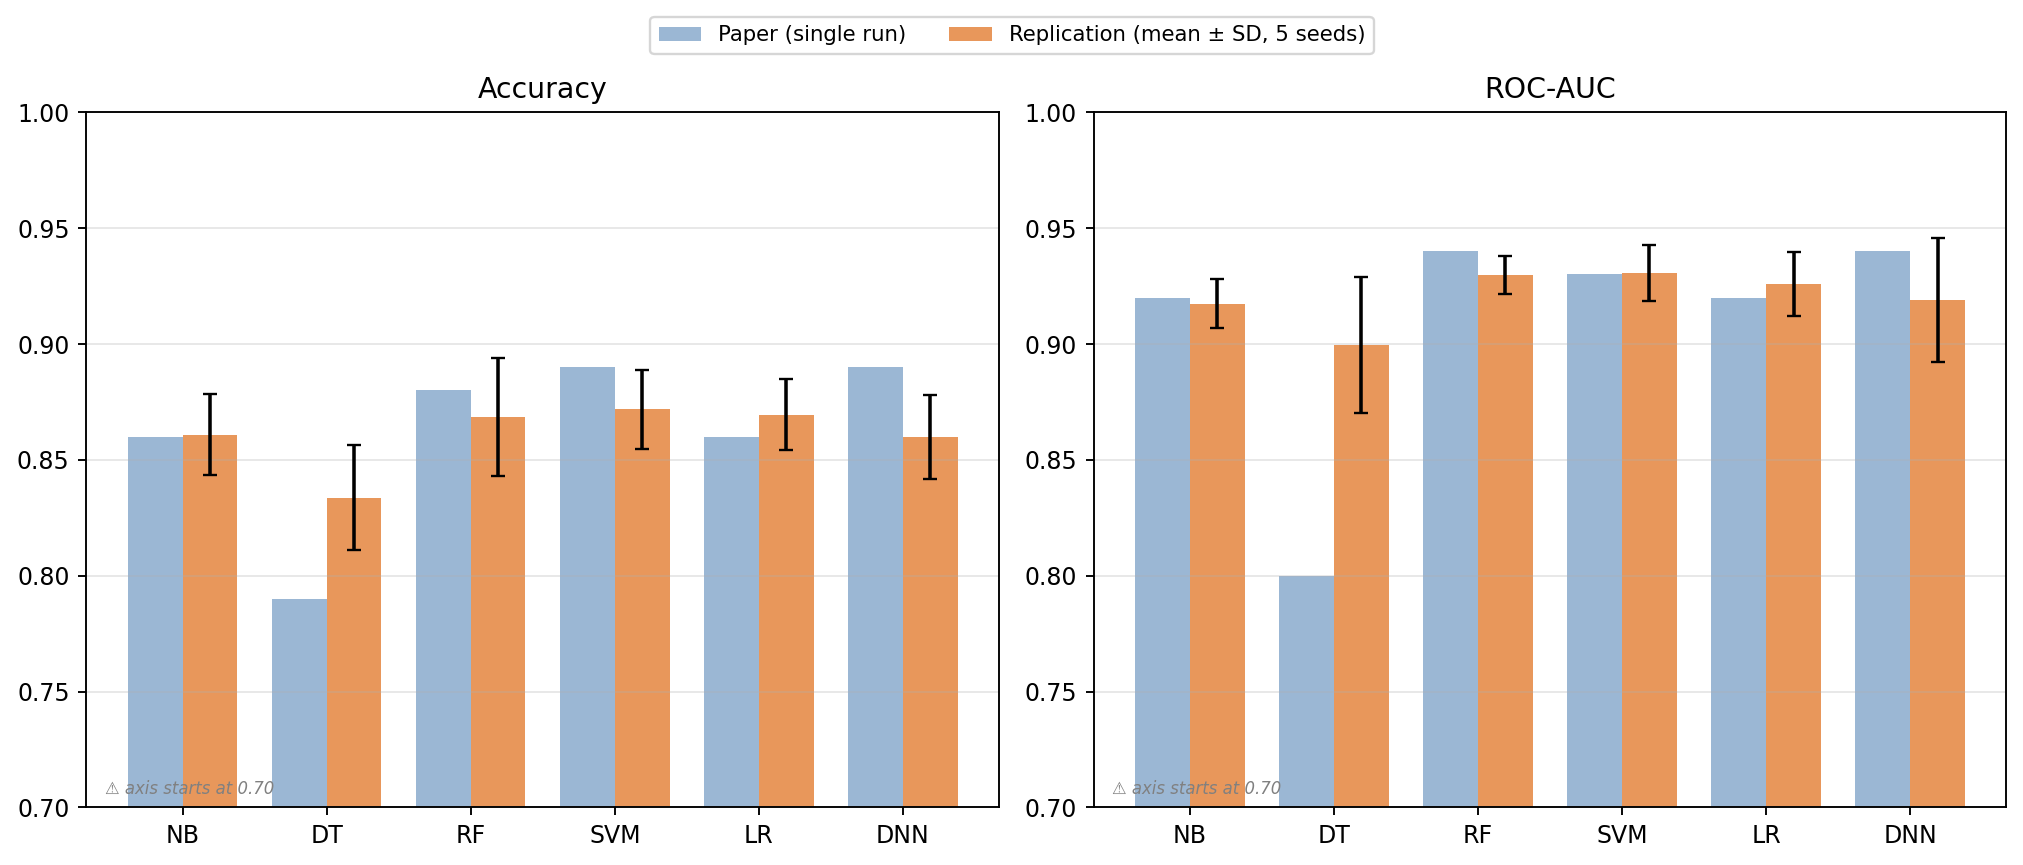 Paper (single run) Replication (mean ± SD, 5 seeds)
Accuracy
1.00
0.95
0.90
0.85
0.80
0.75
0.70
⚠ axis starts at 0.70
NB DT RF SVM LR DNN
ROC-AUC
1.00
0.95
0.90
0.85
0.80
0.75
0.70
⚠ axis starts at 0.70
NB DT RF SVM LR DNN